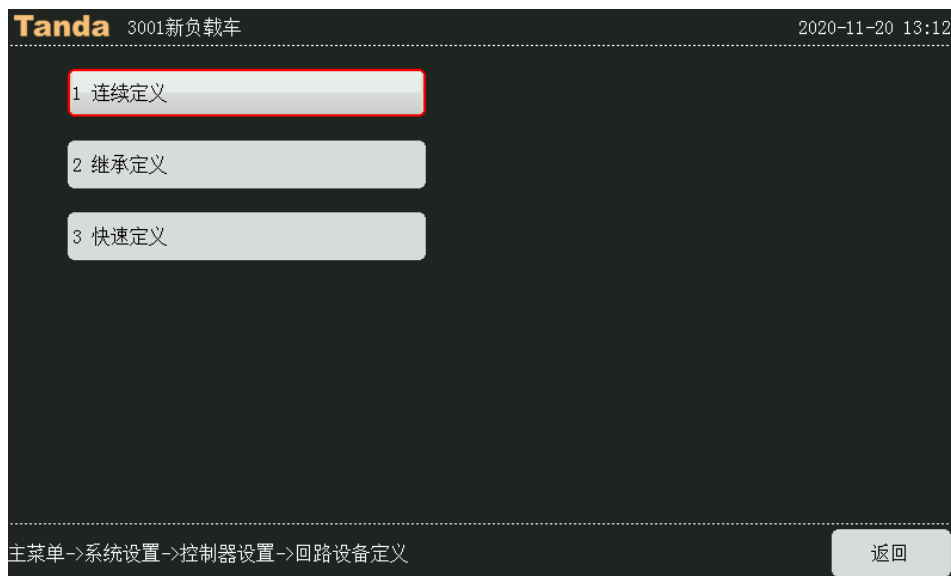 Tanda 3001新负载车 2020-11-20 13:12
1 连续定义
2 继承定义
3 快速定义
主菜单->系统设置->控制器设置->回路设备定义 返回